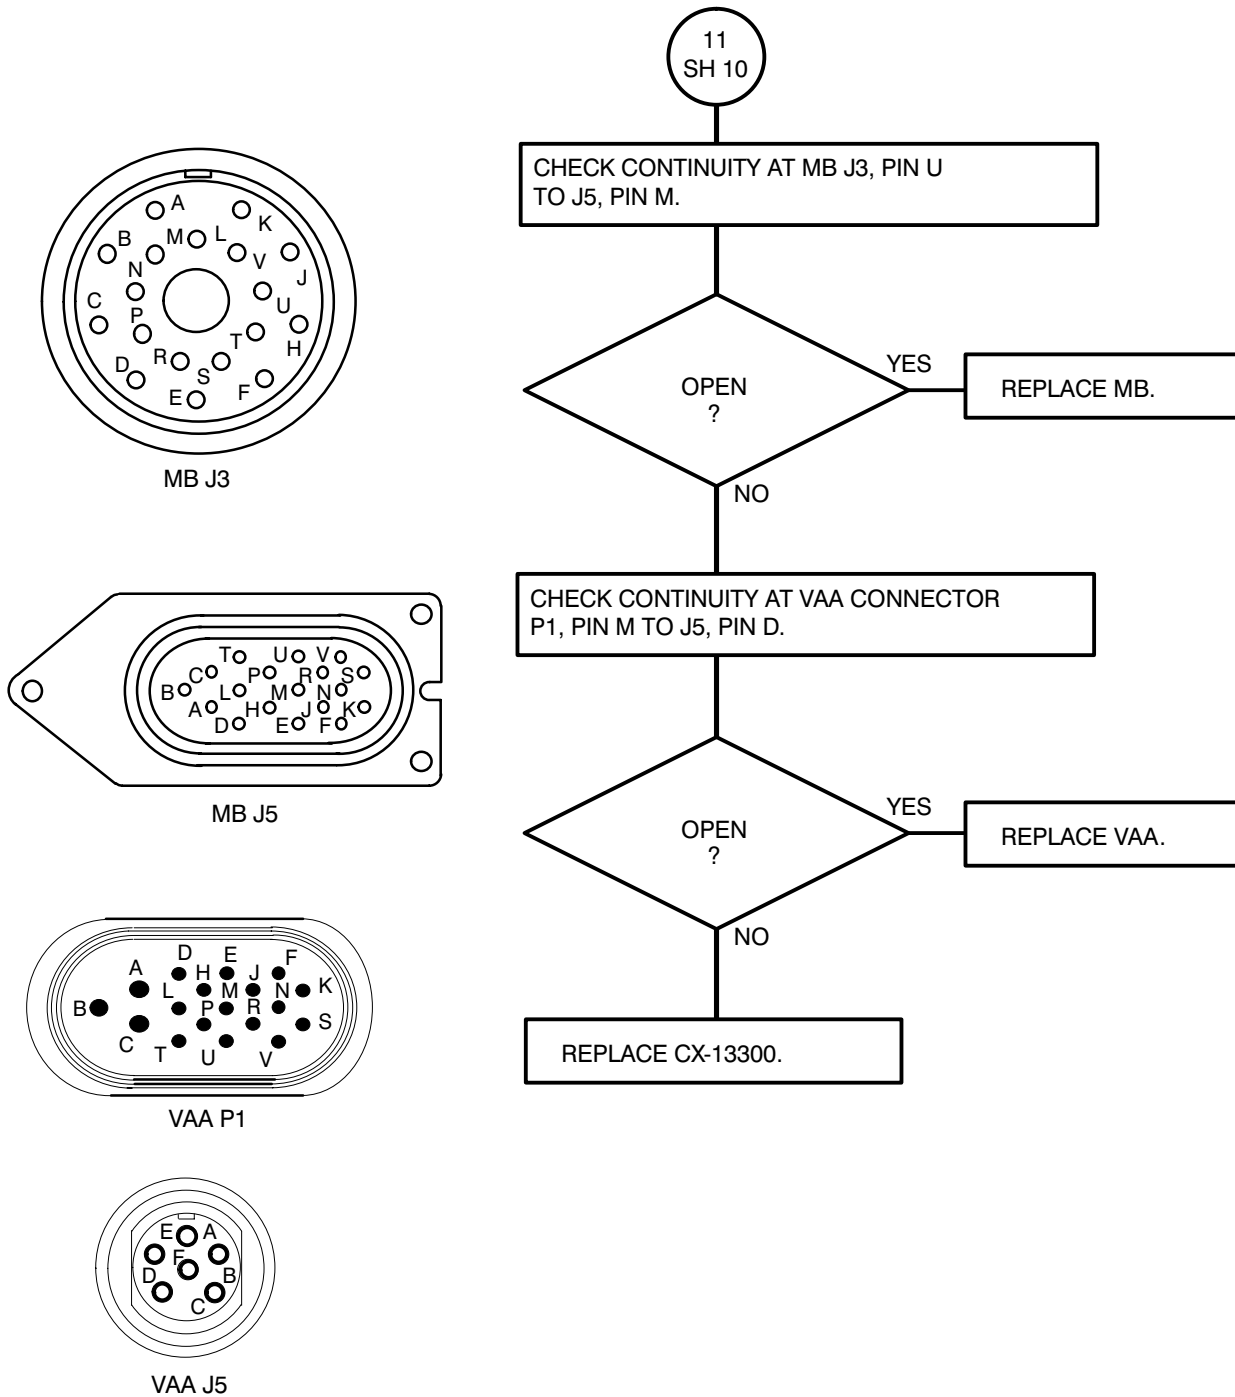 11
SH 10
CHECK CONTINUITY AT MB J3, PIN U
TO J5, PIN M.
OPEN
?
YES
REPLACE MB.
NO
CHECK CONTINUITY AT VAA CONNECTOR
P1, PIN M TO J5, PIN D.
OPEN
?
YES
REPLACE VAA.
NO
REPLACE CX-13300.
A
K
B
M
L
N
V
J
C
P
U
R
S
T
H
D
E
F
MB J3
T
U
V
C
P
R
S
B
L
M
N
A
H
J
K
D
E
F
MB J5
D
E
F
A
H
J
K
L
M
N
B
P
R
S
C
T
U
V
VAA P1
E
A
F
D
B
C
VAA J5